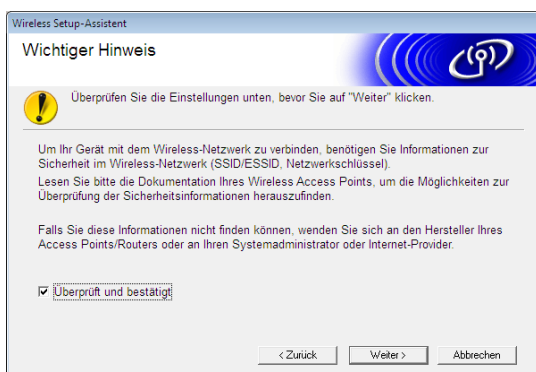 Wireless Setup-Assistent
Wichtiger Hinweis
Überprüfen Sie die Einstellungen unten, bevor Sie auf "Weiter" klicken.
Um Ihr Gerät mit dem Wireless-Netzwerk zu verbinden, benötigen Sie Informationen zur
Sicherheit im Wireless-Netzwerk (SSID/ESSID, Netzwerkschlüssel).
Lesen Sie bitte die Dokumentation Ihres Wireless Access Points, um die Möglichkeiten zur
Überprüfung der Sicherheitsinformationen herauszufinden.
Falls Sie diese Informationen nicht finden können, wenden Sie sich an den Hersteller Ihres
Access Points/Routers oder an Ihren Systemadministrator oder Internet-Provider.
Überprüft und bestätigt
< Zurück
Weiter >
Abbrechen